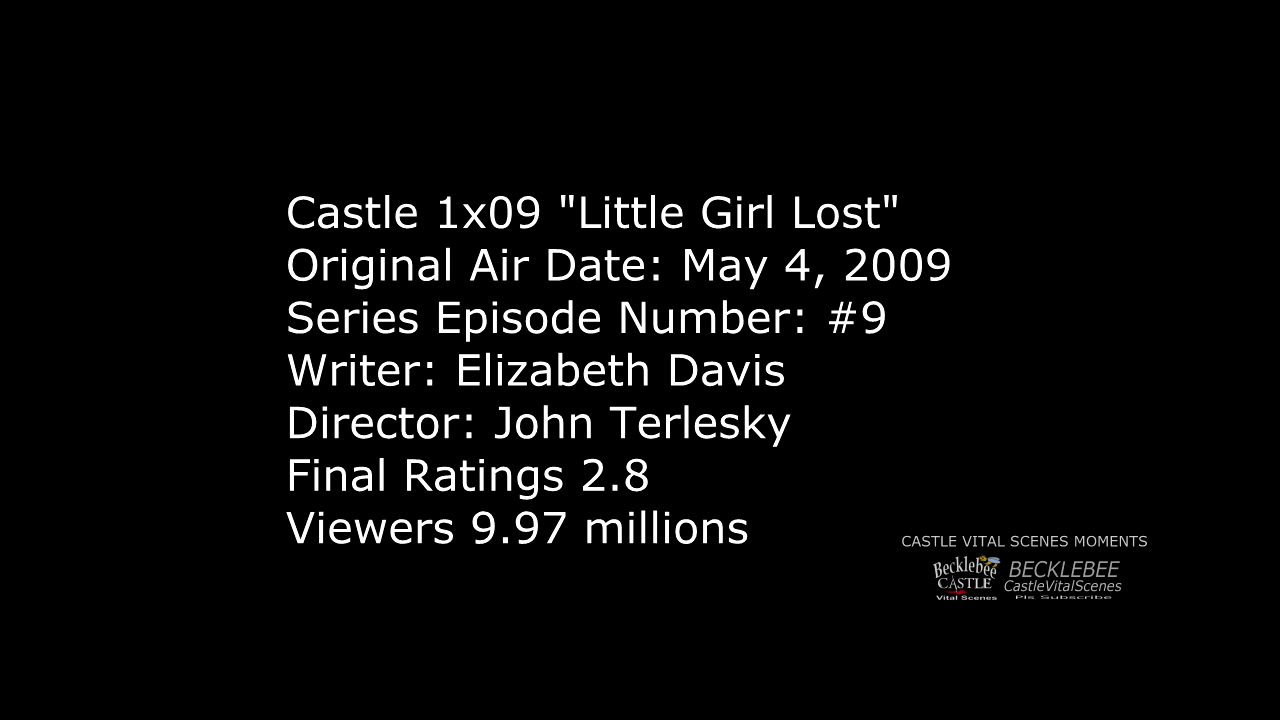 Castle 1x09 "Little Girl Lost"
Original Air Date: May 4, 2009
Series Episode Number: #9
Writer: Elizabeth Davis
Director: John Terlesky
Final Ratings 2.8
Viewers 9.97 millions
CASTLE VITAL SCENES MOMENTS
Becklebee
CASTLE
Vital Scenes
BECKLEBEE
CastleVitalScenes
Pls Subscribe